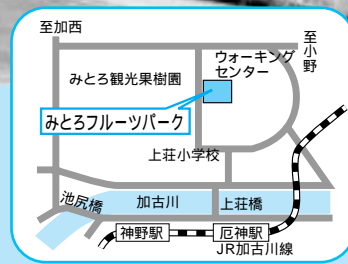 至加西
至小野
ウォーキング
センター
みとろ観光果樹園
みとろフルーツパーク
上荘小学校
池尻橋
加古川
上荘橋
神野駅
厄神駅
JR加古川線